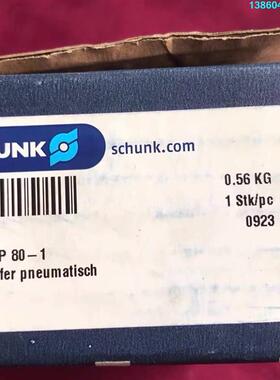 138604
UNK
schunk.com
0.56 KG
1 Stk/pc
0923
P 80-1
fer pneumatisch